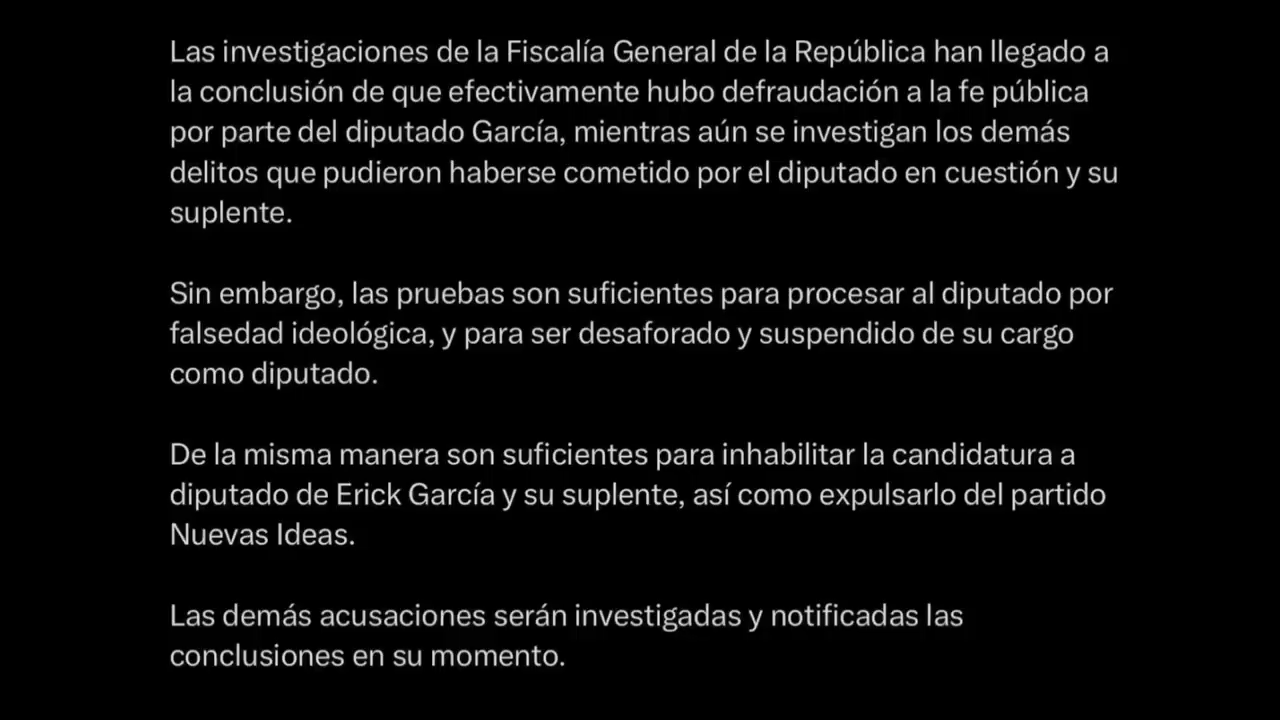 Las investigaciones de la Fiscalía General de la República han llegado a
la conclusión de que efectivamente hubo defraudación a la fe pública
por parte del diputado García, mientras aún se investigan los demás
delitos que pudieron haberse cometido por el diputado en cuestión y su
suplente.
Sin embargo, las pruebas son suficientes para procesar al diputado por
falsedad ideológica, y para ser desaforado y suspendido de su cargo
como diputado.
De la misma manera son suficientes para inhabilitar la candidatura a
diputado de Erick García y su suplente, así como expulsarlo del partido
Nuevas Ideas.
Las demás acusaciones serán investigadas y notificadas las
conclusiones en su momento.